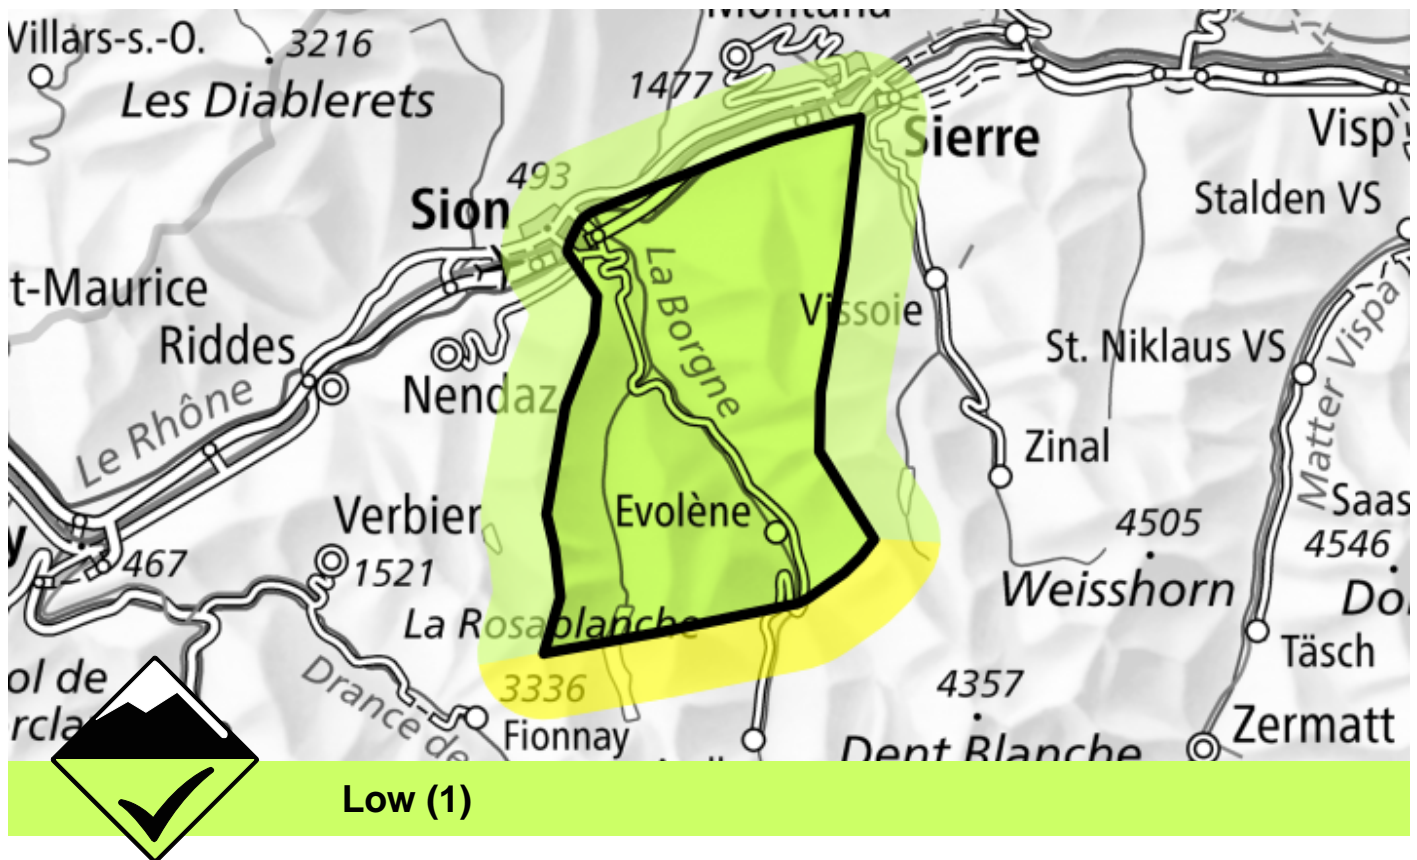 Villars-s.-O.
3216
Les Diablerets
1477
Sierre
Visp
493
Sion
Stalden VS
La Borgne
t-Maurice
Riddes
Vissoie
St. Niklaus VS
Nendaz
Le Rhône
Matter Vispa
Zinal
Verbier
Evolène
4505
Saas
4546
467
1521
Weisshorn
La Rosablanche
Täsch
ol de
3336
4357
Drance de
Fionnay
Zermatt
Dent Blanche
Low (1)